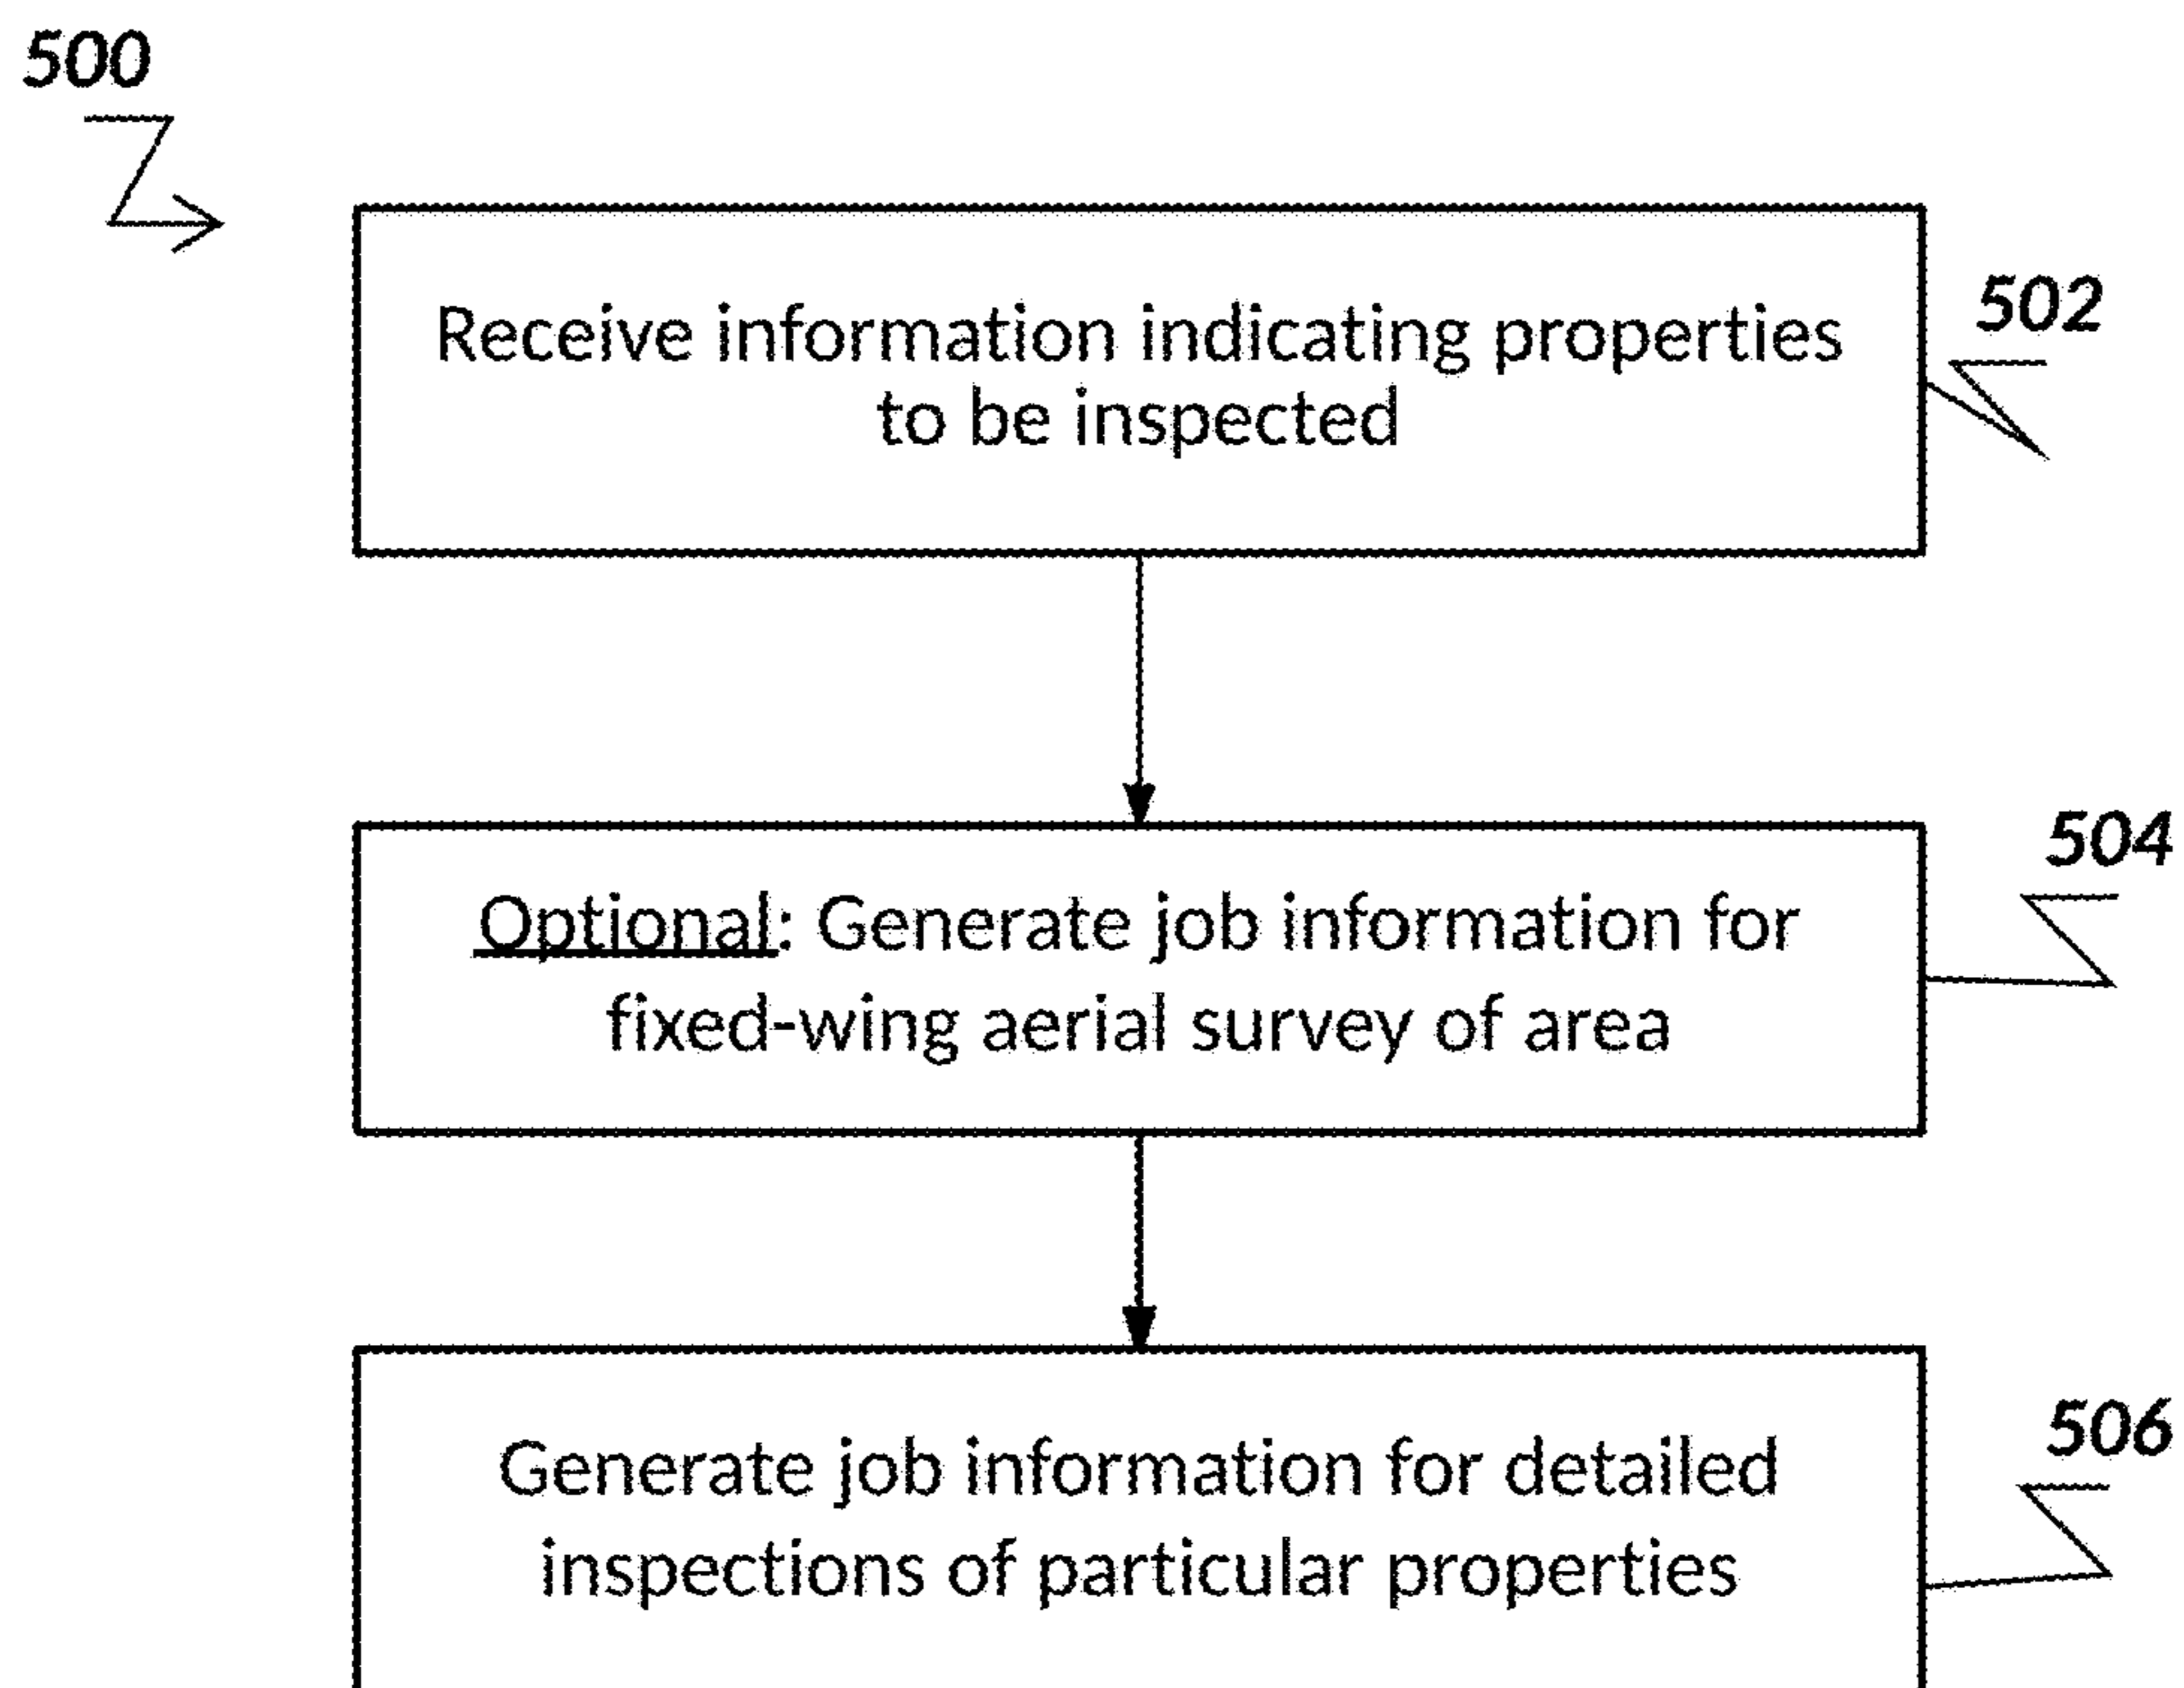 500
Receive information indicating properties
to be inspected
502
Optional: Generate job information for
fixed-wing aerial survey of area
504
Generate job information for detailed
inspections of particular properties
506